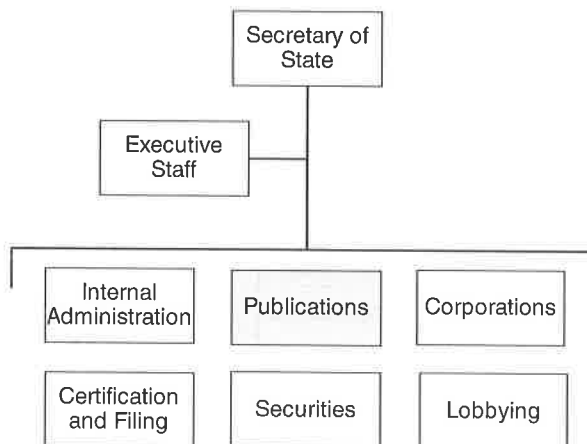 Secretary of
State
Executive
Staff
Internal
Administration
Publications
Corporations
Certification
and Filing
Securities
Lobbying